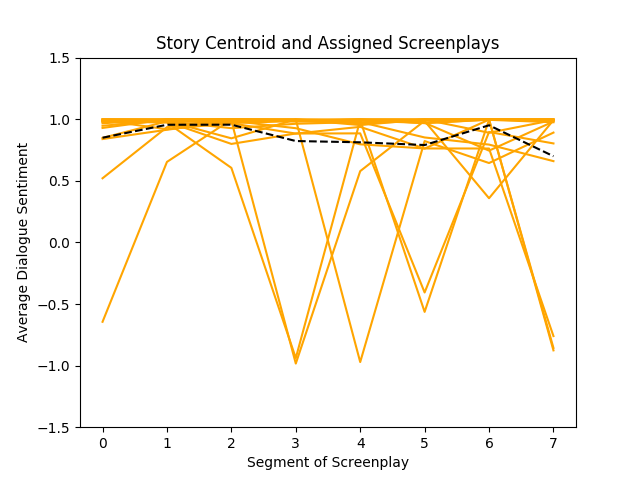 Story Centroid and Assigned Screenplays
1.5
1.0
0.5
0.0
−0.5
−1.0
−1.5
Average Dialogue Sentiment
0 1 2 3 4 5 6 7
Segment of Screenplay